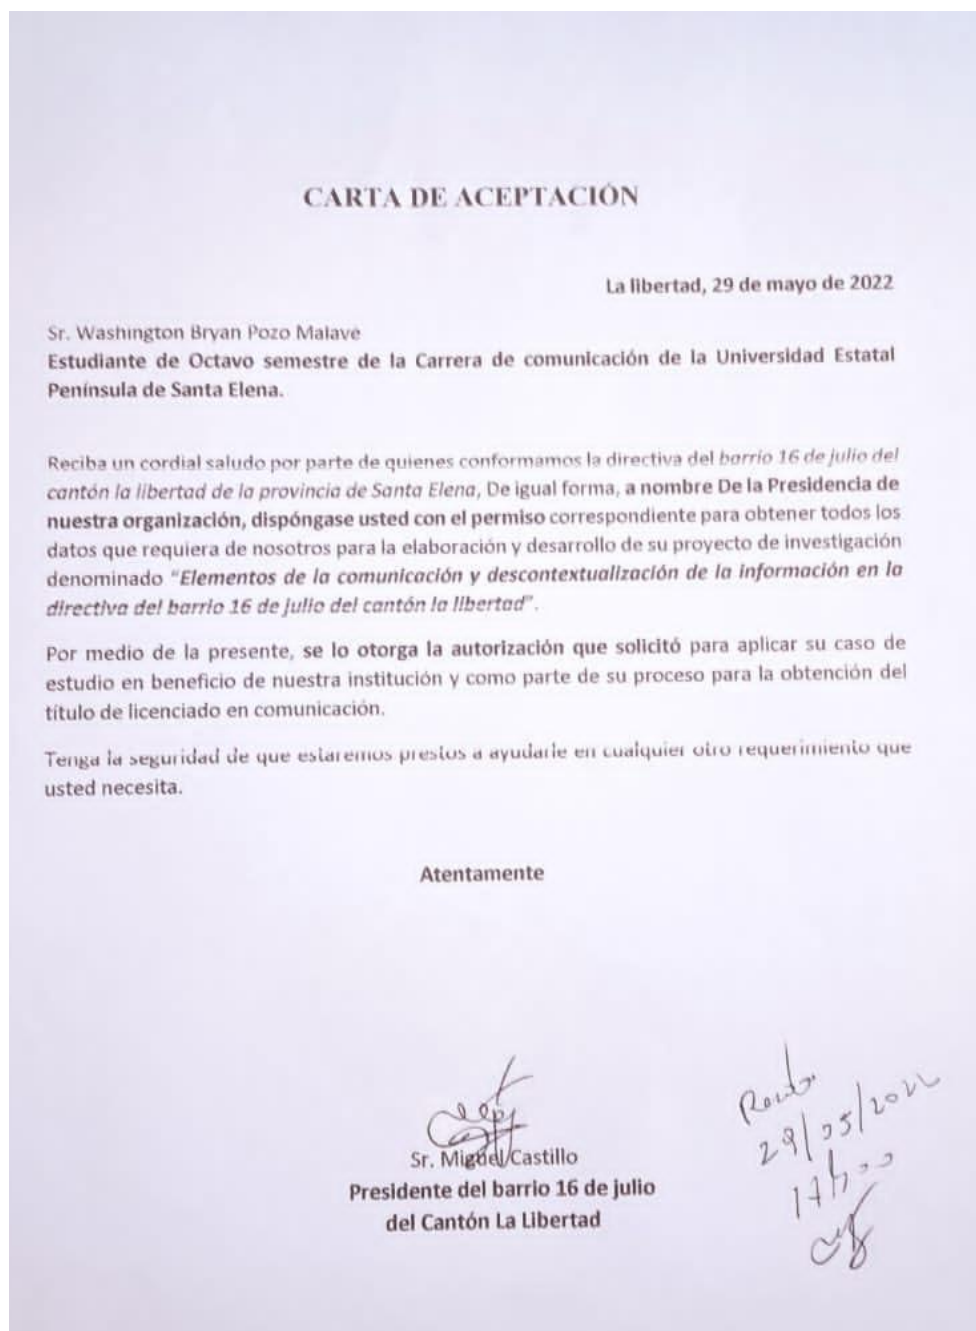 CARTA DE ACEPTACIÓN
La libertad, 29 de mayo de 2022
Sr. Washington Bryan Pozo Malave
Estudiante de Octavo semestre de la Carrera de comunicación de la Universidad Estatal
Península de Santa Elena.
Reciba un cordial saludo por parte de quienes conformamos la directiva del barrio 16 de julio del
cantón la libertad de la provincia de Santa Elena, De igual forma, a nombre De la Presidencia de
nuestra organización, dispóngase usted con el permiso correspondiente para obtener todos los
datos que requiera de nosotros para la elaboración y desarrollo de su proyecto de investigación
denominado "Elementos de la comunicación y descontextualización de la información en la
directiva del barrio 16 de julio del cantón la libertad".
Por medio de la presente, se lo otorga la autorización que solicitó para aplicar su caso de
estudio en beneficio de nuestra institución y como parte de su proceso para la obtención del
título de licenciado en comunicación.
Tenga la seguridad de que estaremos prestos a ayudarle en cualquier otro requerimiento que
usted necesita.
Atentamente
Sr. Miguel Castillo
Presidente del barrio 16 de julio
del Cantón La Libertad
29/05/2022
17h00